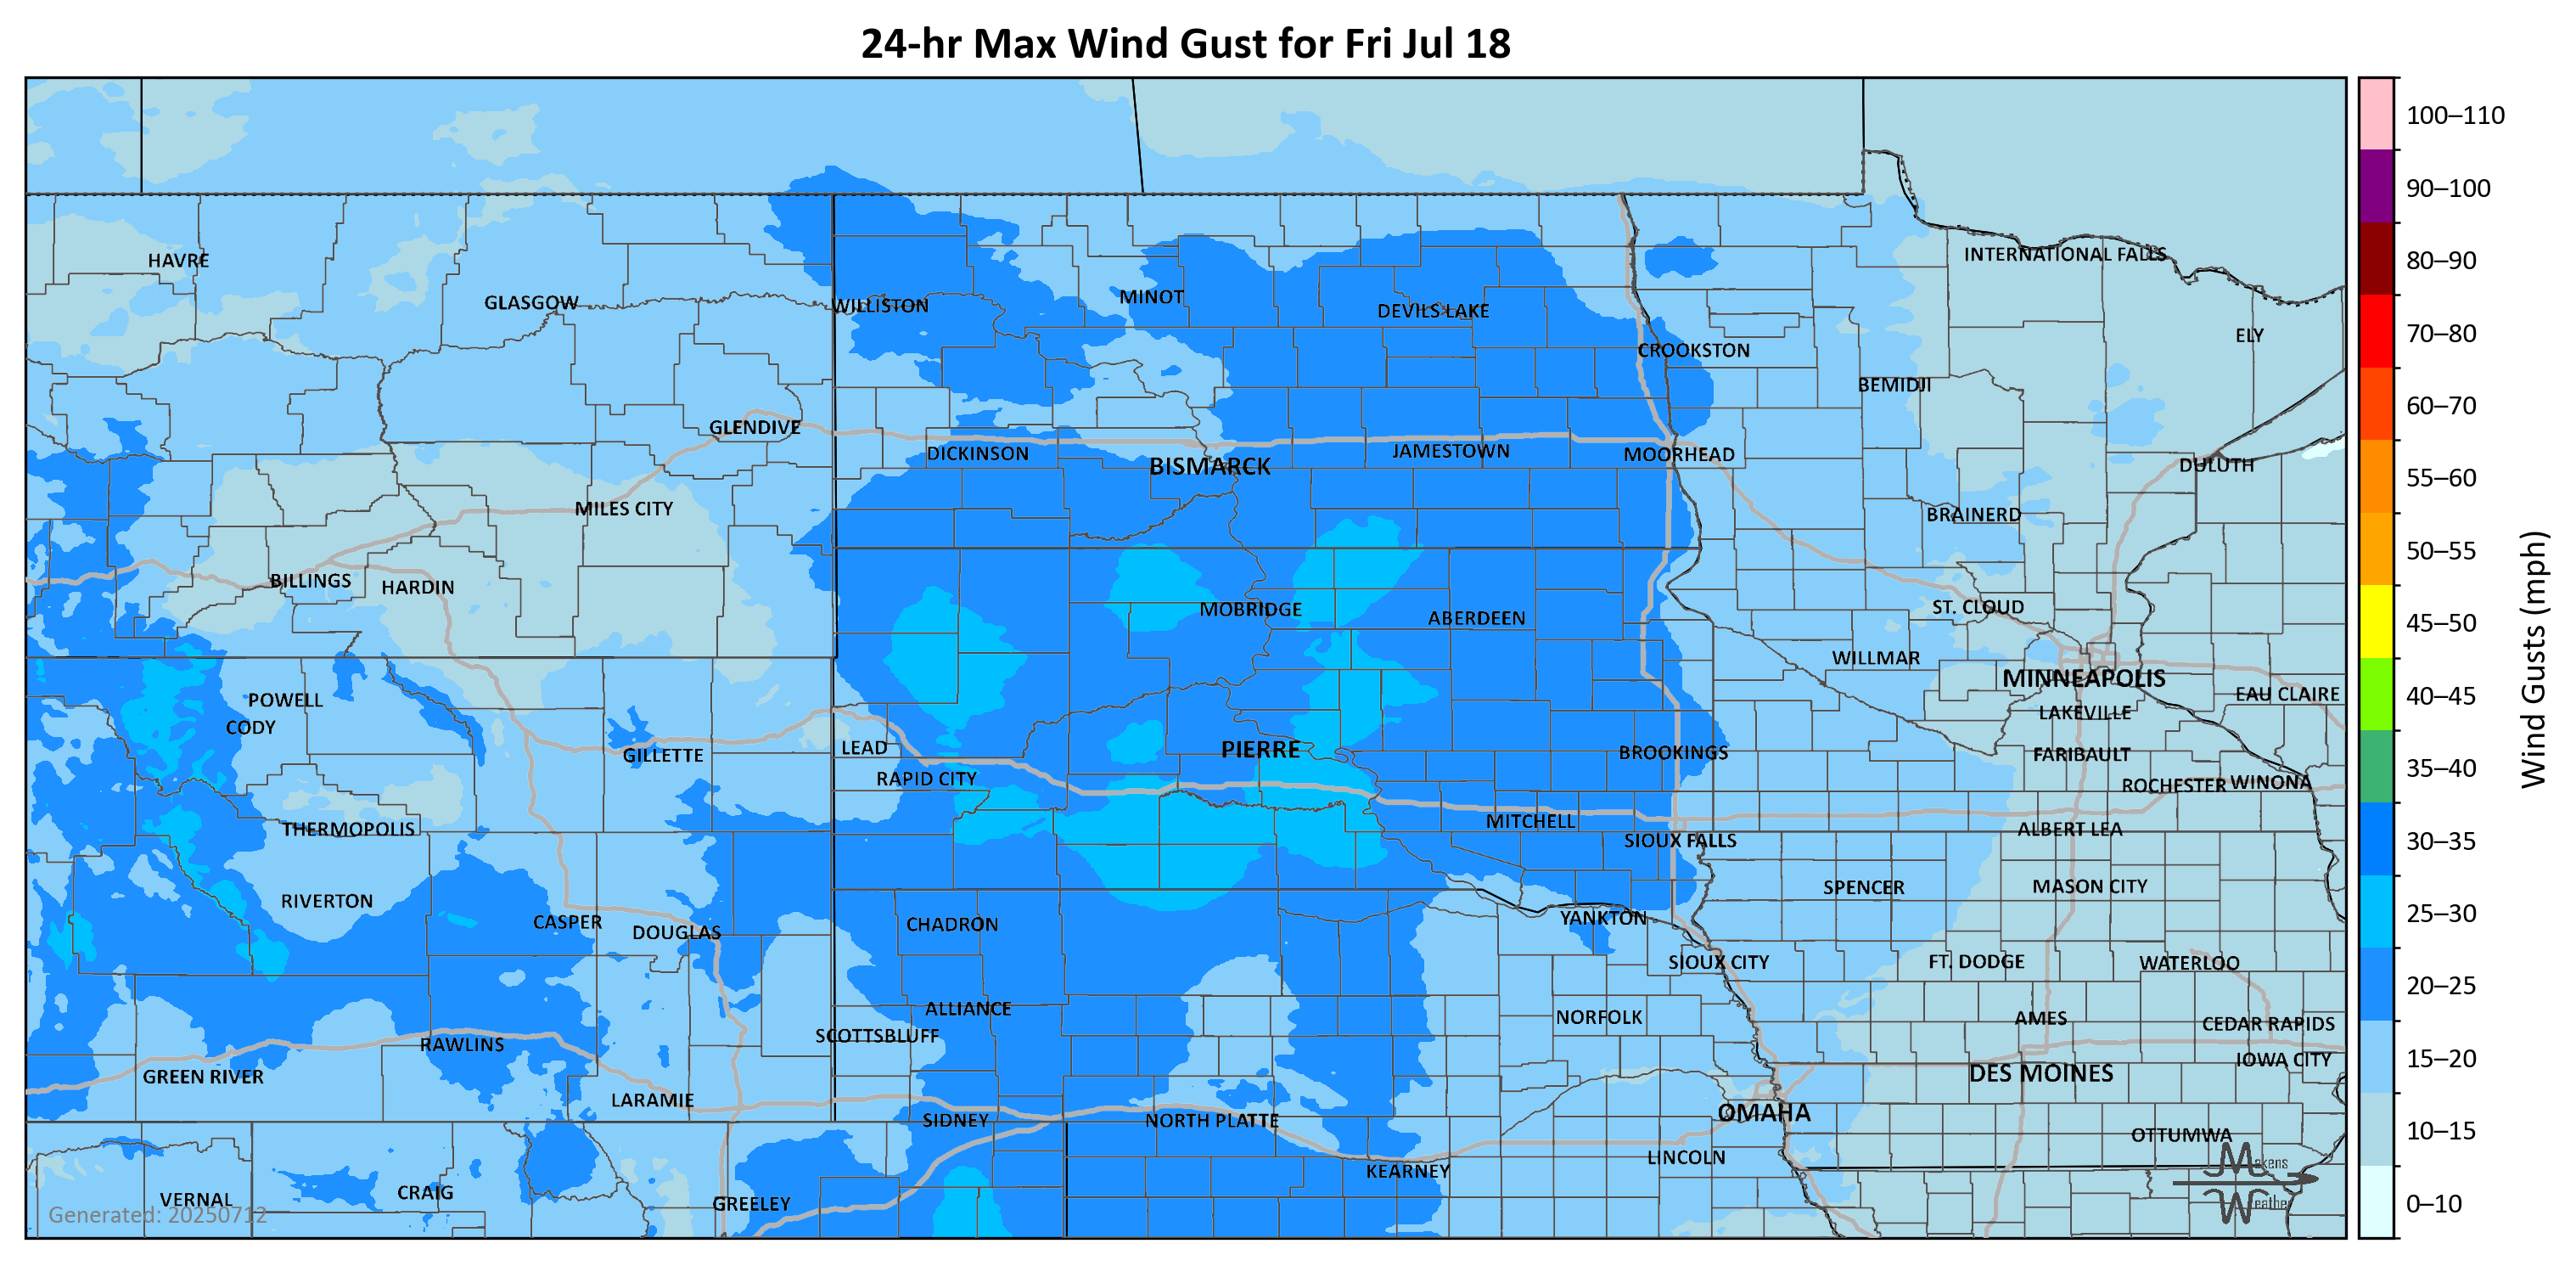 24-hr Max Wind Gust for Fri Jul 18
100–110
90–100
80–90
70–80
60–70
55–60
50–55
45–50
40–45
35–40
30–35
25–30
20–25
15–20
10–15
0–10
Wind Gusts (mph)
HAVRE
INTERNATIONAL FALLS
GLASGOW
WILLISTON
MINOT
DEVILS LAKE
ELY
CROOKSTON
BEMIDJI
GLENDIVE
DICKINSON
BISMARCK
JAMESTOWN
MOORHEAD
DULUTH
MILES CITY
BRAINERD
BILLINGS
HARDIN
MOBRIDGE
ABERDEEN
ST. CLOUD
WILLMAR
MINNEAPOLIS
EAU CLAIRE
POWELL
CODY
LAKEVILLE
GILLETTE
LEAD
PIERRE
BROOKINGS
FARIBAULT
RAPID CITY
ROCHESTER
WINONA
THERMOPOLIS
MITCHELL
SIOUX FALLS
ALBERT LEA
RIVERTON
SPENCER
MASON CITY
CASPER
DOUGLAS
CHADRON
YANKTON
SIOUX CITY
FT. DODGE
WATERLOO
ALLIANCE
NORFOLK
AMES
CEDAR RAPIDS
SCOTTSBLUFF
RAWLINS
IOWA CITY
GREEN RIVER
DES MOINES
LARAMIE
SIDNEY
NORTH PLATTE
OMAHA
OTTUMWA
KEARNEY
LINCOLN
VERNAL
CRAIG
GREELEY
Generated: 20250712
Makens
Weather